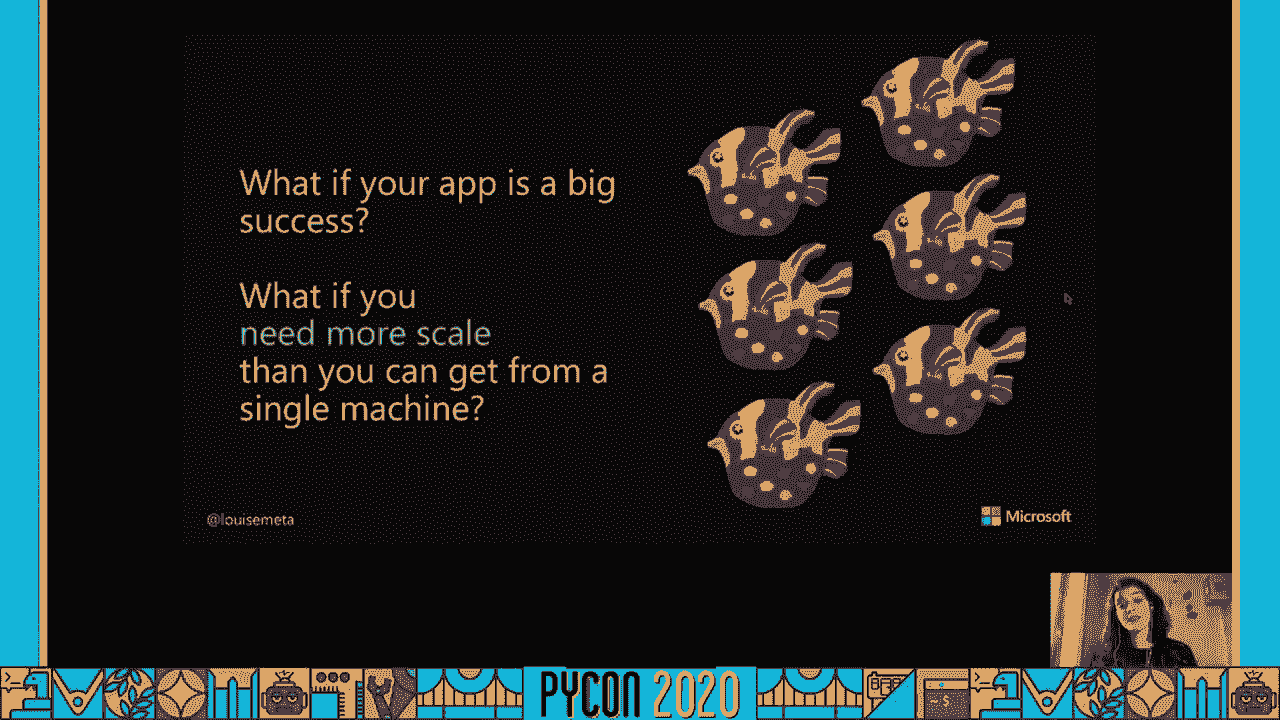 What if your app is a big
success?
What if you
need more scale
than you can get from a
single machine?
@louisemeta
Microsoft
PYCON 2020